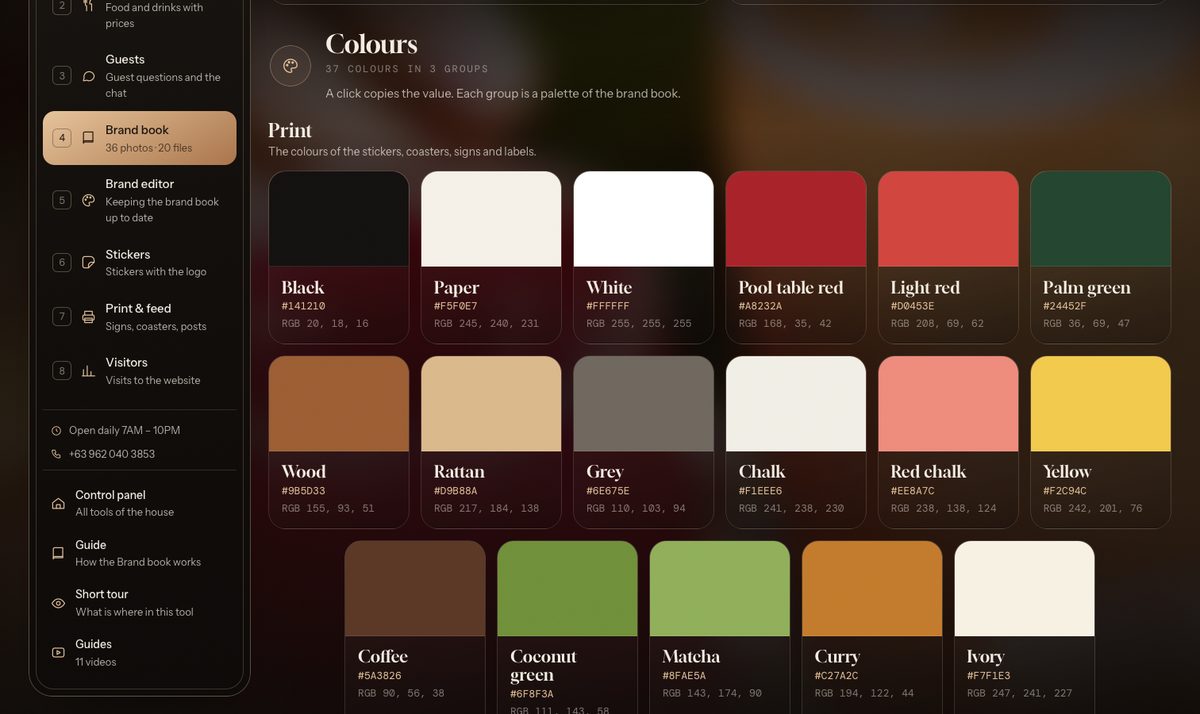 2
Food and drinks with
prices
3
Guests
Guest questions and the
chat
4
Brand book
36 photos · 20 files
5
Brand editor
Keeping the brand book
up to date
6
Stickers
Stickers with the logo
7
Print & feed
Signs, coasters, posts
8
Visitors
Visits to the website
Open daily 7AM – 10PM
+63 962 040 3853
Control panel
All tools of the house
Guide
How the Brand book works
Short tour
What is where in this tool
Guides
11 videos
Colours
37 COLOURS IN 3 GROUPS
A click copies the value. Each group is a palette of the brand book.
Print
The colours of the stickers, coasters, signs and labels.
Black
#141210
RGB 20, 18, 16
Paper
#F5F0E7
RGB 245, 240, 231
White
#FFFFFF
RGB 255, 255, 255
Pool table red
#A8232A
RGB 168, 35, 42
Light red
#D0453E
RGB 208, 69, 62
Palm green
#24452F
RGB 36, 69, 47
Wood
#9B5D33
RGB 155, 93, 51
Rattan
#D9B88A
RGB 217, 184, 138
Grey
#6E675E
RGB 110, 103, 94
Chalk
#F1EEE6
RGB 241, 238, 230
Red chalk
#EE8A7C
RGB 238, 138, 124
Yellow
#F2C94C
RGB 242, 201, 76
Coffee
#5A3826
RGB 90, 56, 38
Coconut
green
#6F8F3A
RGB 111, 143, 58
Matcha
#8FAE5A
RGB 143, 174, 90
Curry
#C27A2C
RGB 194, 122, 44
Ivory
#F7F1E3
RGB 247, 241, 227